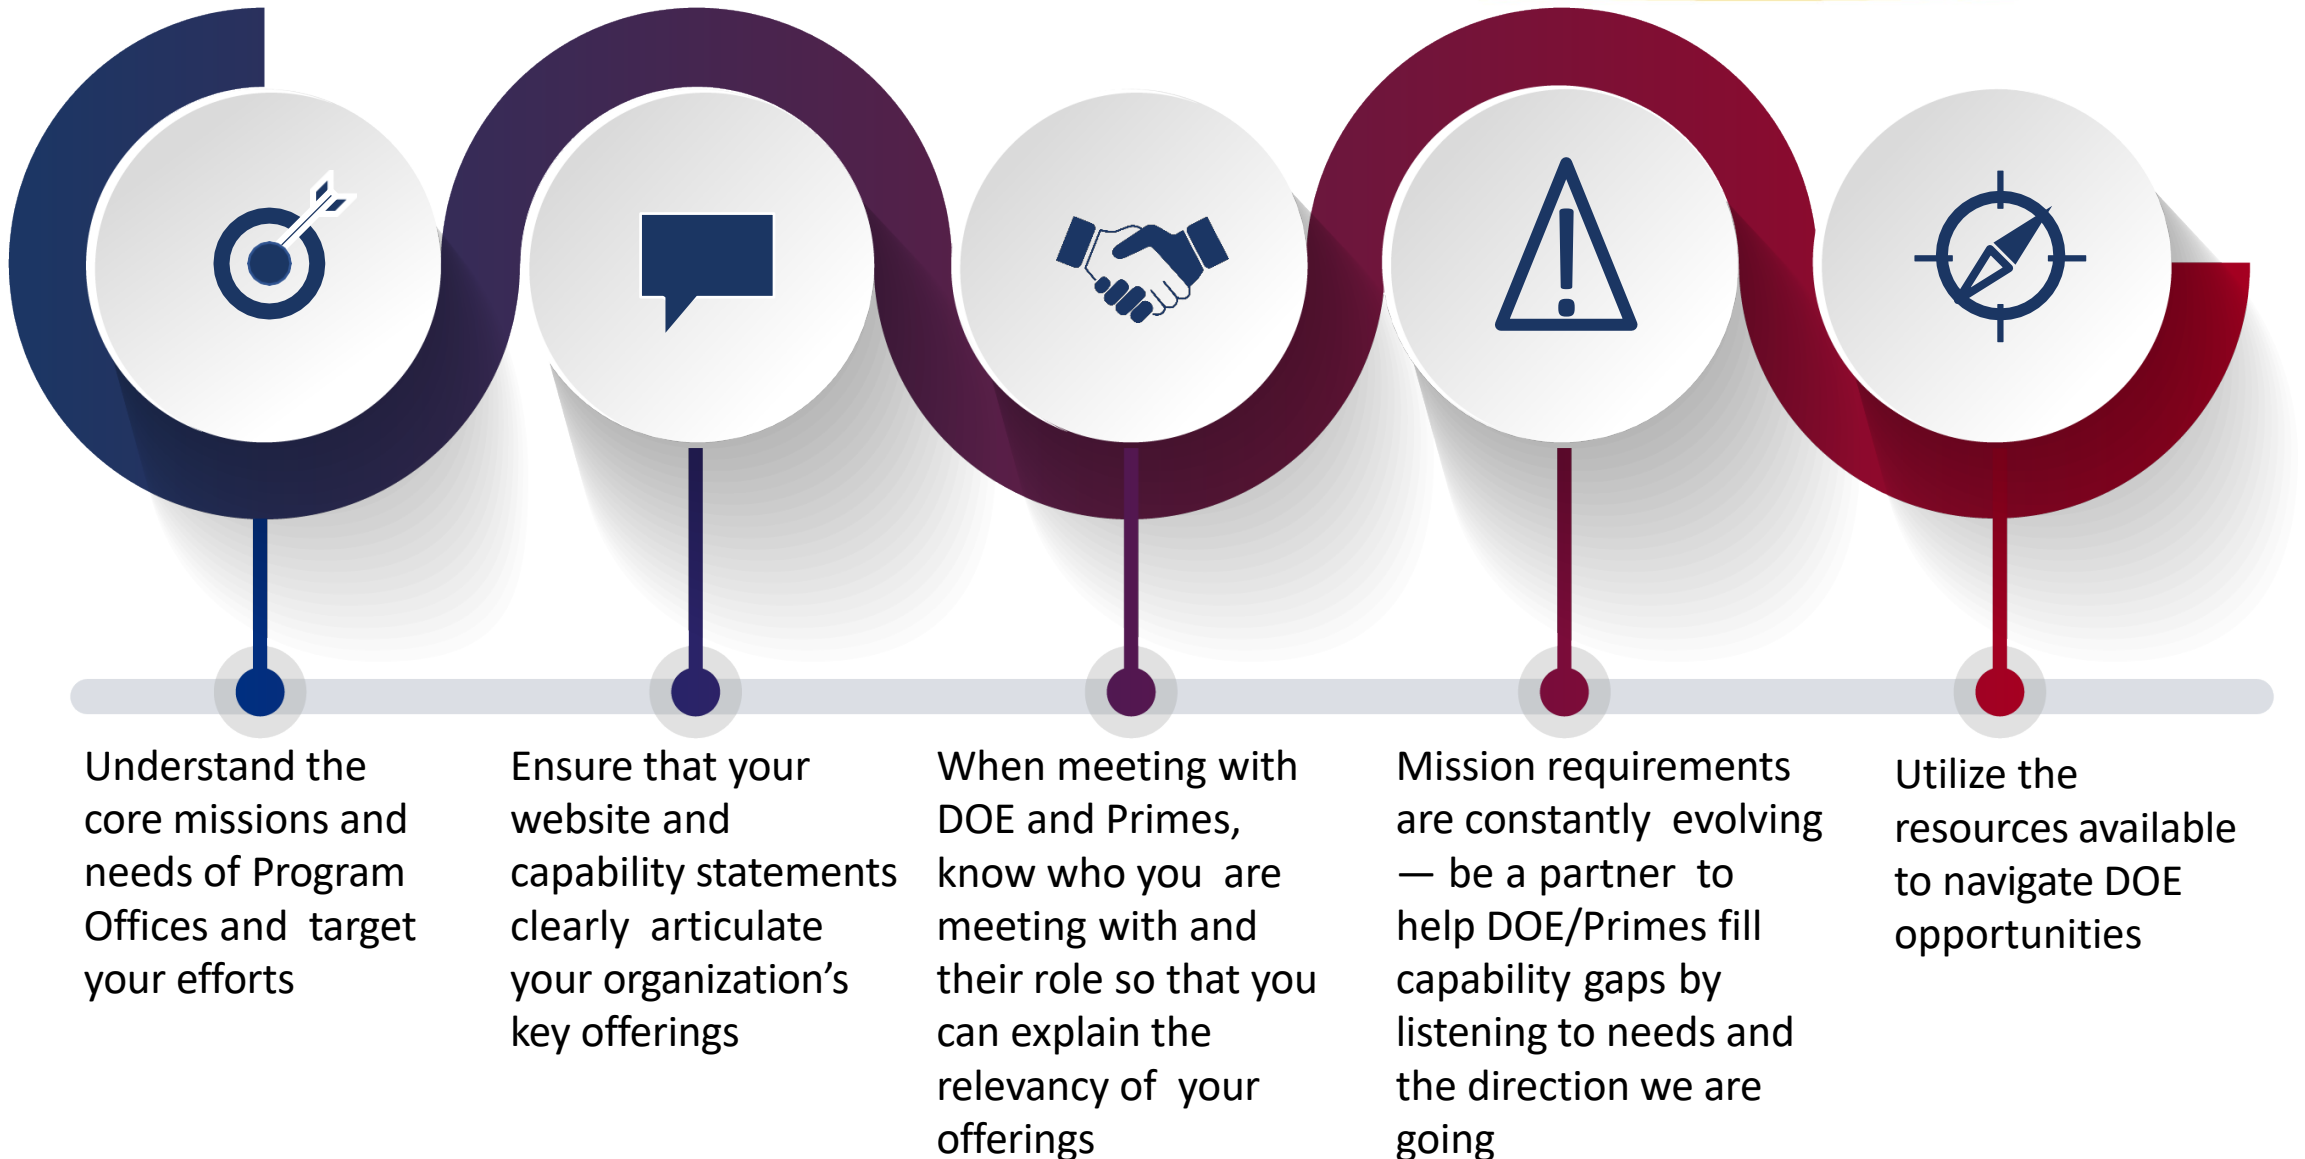 Understand the
core missions and
needs of Program
Offices and  target
your efforts
Ensure that your
website and
capability statements
clearly  articulate
your organization’s
key offerings
When meeting with
DOE and Primes,
know who you  are
meeting with and
their role so that you
can explain the
relevancy of  your
offerings
Mission requirements
are constantly  evolving
— be a partner  to
help DOE/Primes fill
capability gaps by
listening to needs and
the direction we are
going
Utilize the
resources available
to navigate DOE
opportunities